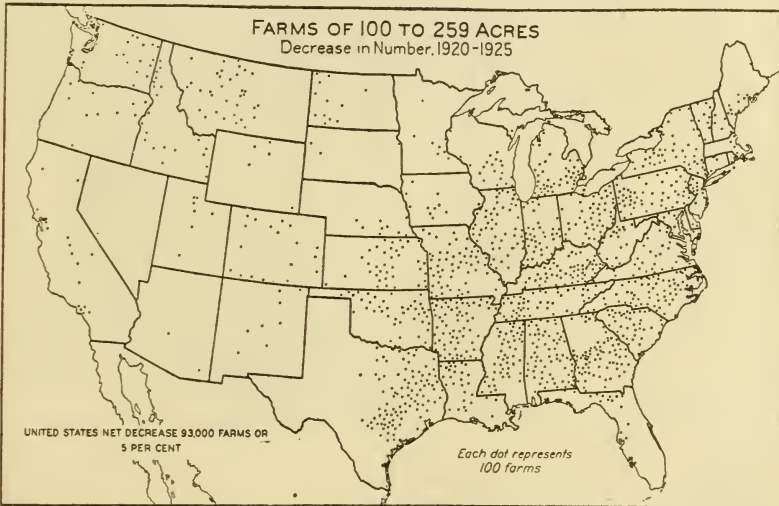 FARMS OF 100 TO 259 ACRES
Decrease in Number, 1920-1925
UNITED STATES NET DECREASE 93,000 FARMS OR
5 PER CENT
Each dot represents
100 farms